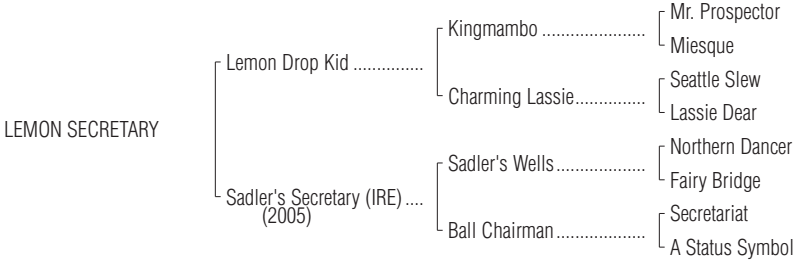 Mr. Prospector
Kingmambo ......................
Miesque
Lemon Drop Kid ...............
Seattle Slew
Charming Lassie...............
Lassie Dear
LEMON SECRETARY
Northern Dancer
Sadler's Wells...................
Fairy Bridge
Sadler's Secretary (IRE) ....
(2005)
Secretariat
Ball Chairman...................
A Status Symbol